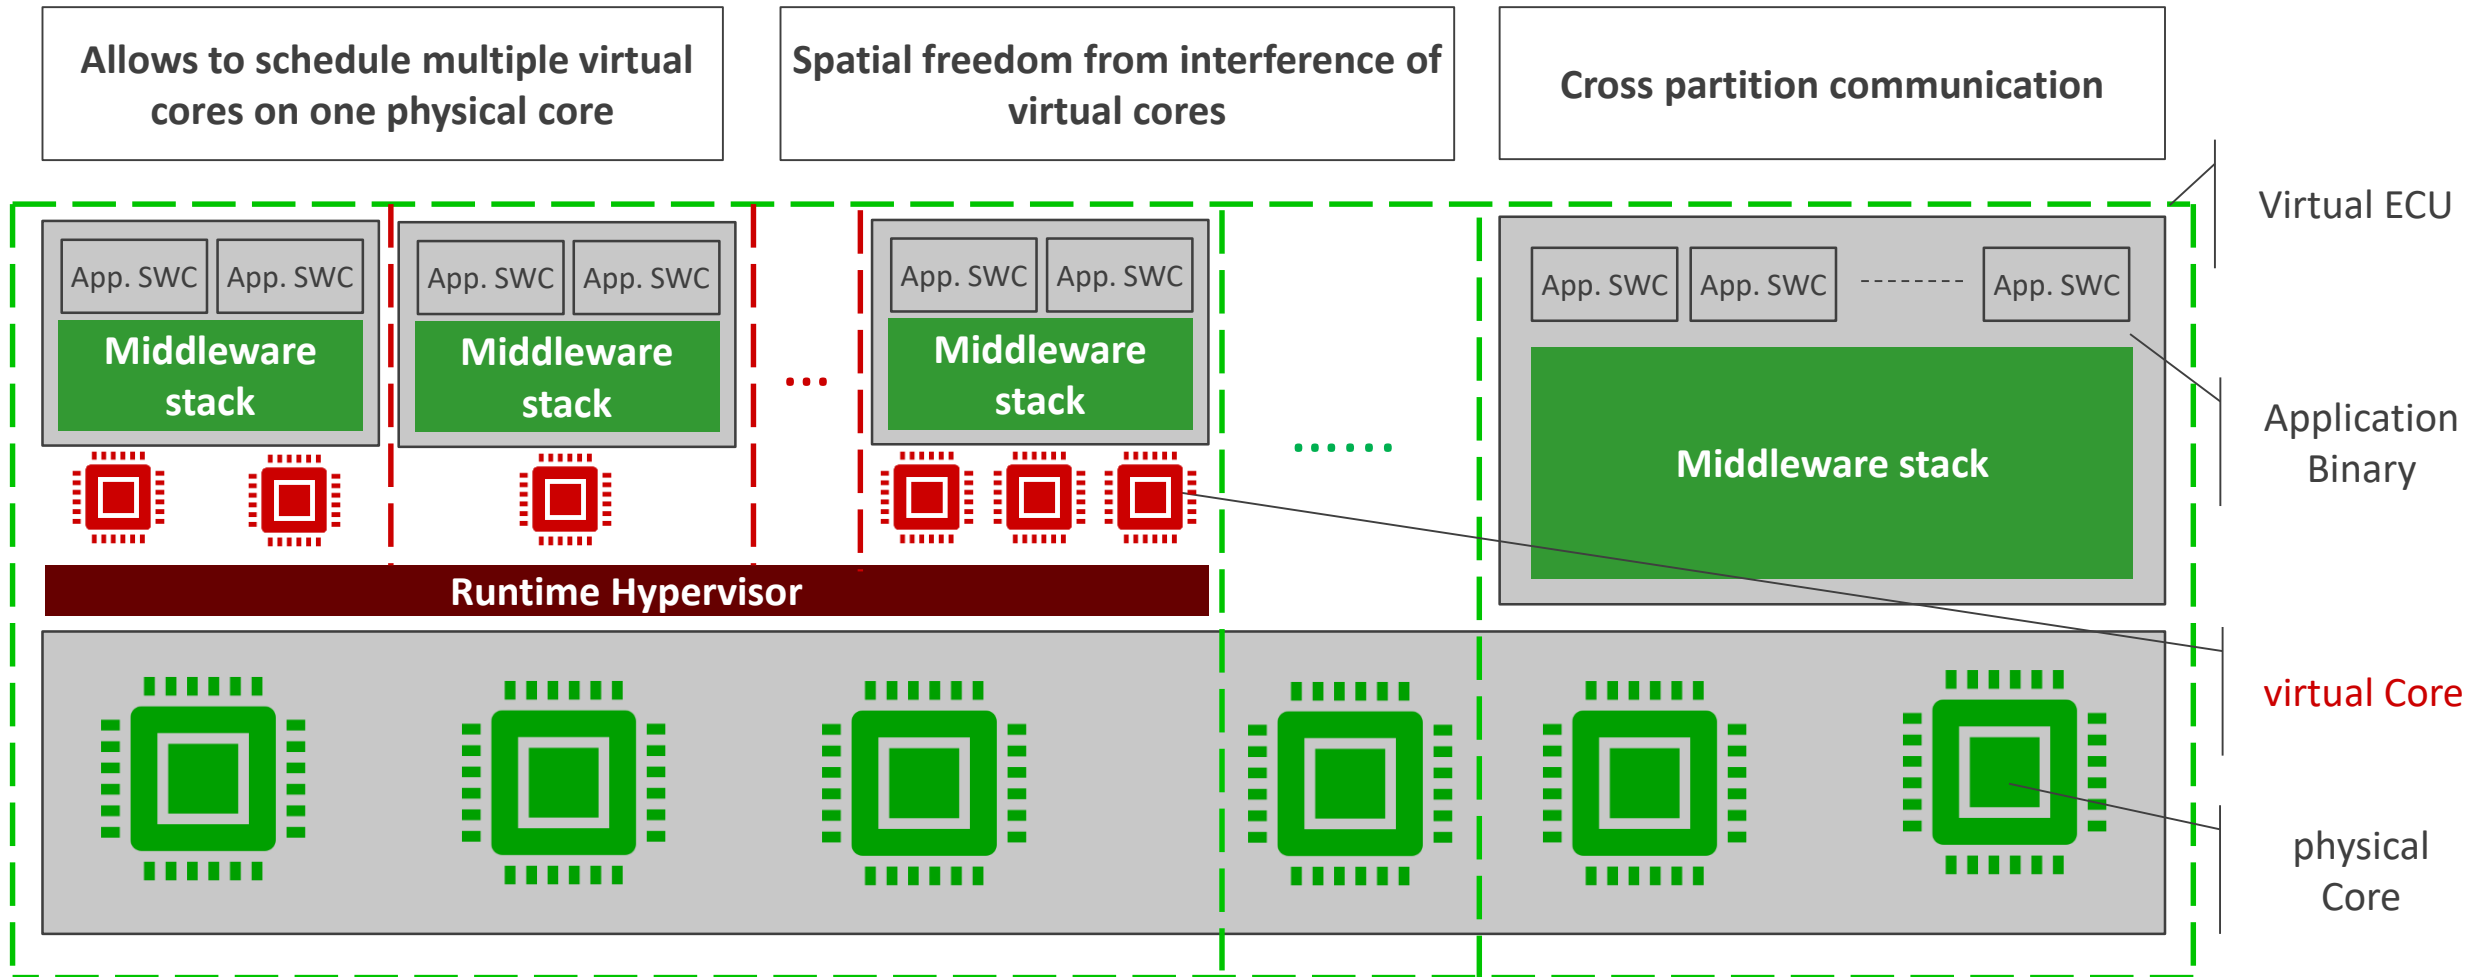 Allows to schedule multiple virtual
cores on one physical core
Spatial freedom from interference of
virtual cores
Cross partition communication
Virtual ECU
App. SWC
App. SWC
Middleware
stack
App. SWC
App. SWC
Middleware
stack
...
App. SWC
App. SWC
Middleware
stack
......
App. SWC
App. SWC
App. SWC
Middleware stack
Application
Binary
Runtime Hypervisor
virtual Core
physical
Core